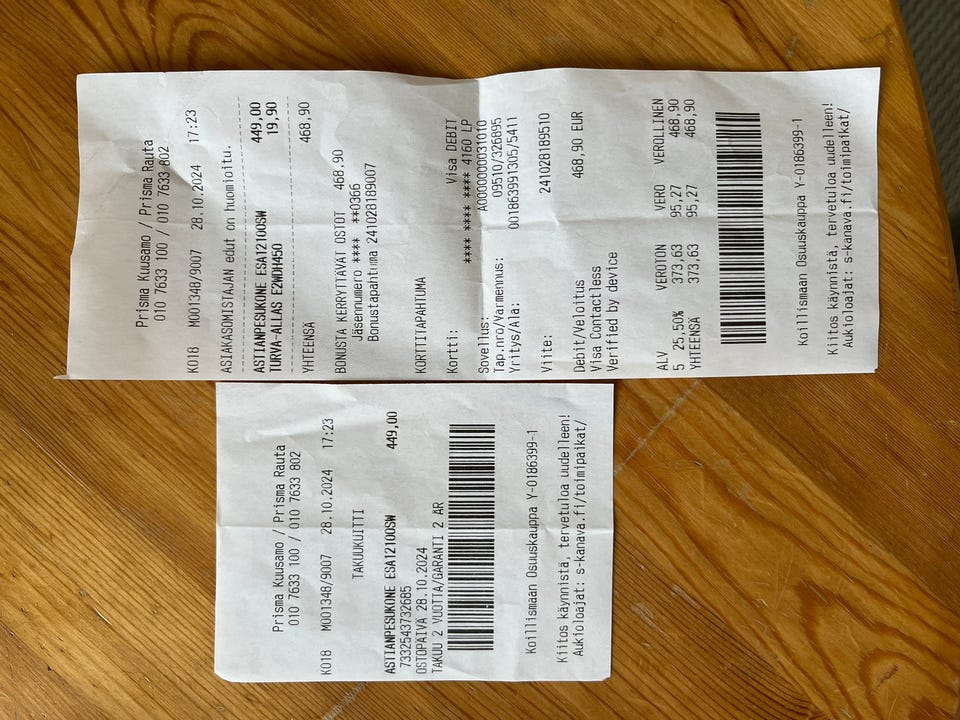 Prisma Kuusamo / Prisma Rauta
010 7633 100 / 010 7633 802
K018 M001348/9007 28.10.2024 17:23
ASIAKASOMISTAJAN edut on huomioitu.
ASTIANPESUKONE ESA12100SW 449,00
TURVA-ALLAS E2WDH450 19,90
YHTEENSÄ 468,90
BONUSTA KERRYTTÄVÄT OSTOT 468,90
Jäsennumero **** **0366
Bonustapahtuma 241028189007
KORTTITAPAHTUMA
Kortti: Visa DEBIT
**** **** **** 4160 LP
Sovellus: A0000000031010
Tap.nro/Varmennus: 09510/326895
Yritys/Ala: 001863991305/5411
Viite: 241028189510
Debit/Veloitus 468,90 EUR
Visa Contactless
Verified by device
ALV VEROTON VERO VEROLLINEN
5 25,50% 373,63 95,27 468,90
YHTEENSÄ 373,63 95,27 468,90
Koillismaan Osuuskauppa Y-0186399-1
Kiitos käynnistä, tervetuloa uudelleen!
Aukioloajat: s-kanava.fi/toimipaikat/
Prisma Kuusamo / Prisma Rauta
010 7633 100 / 010 7633 802
K018 M001348/9007 28.10.2024 17:23
TAKUUKUITTI
ASTIANPESUKONE ESA12100SW 449,00
7332543732685
OSTOPÄIVÄ 28.10.2024
TAKUU 2 VUOTTA/GARANTI 2 ÅR
Koillismaan Osuuskauppa Y-0186399-1
Kiitos käynnistä, tervetuloa uudelleen!
Aukioloajat: s-kanava.fi/toimipaikat/